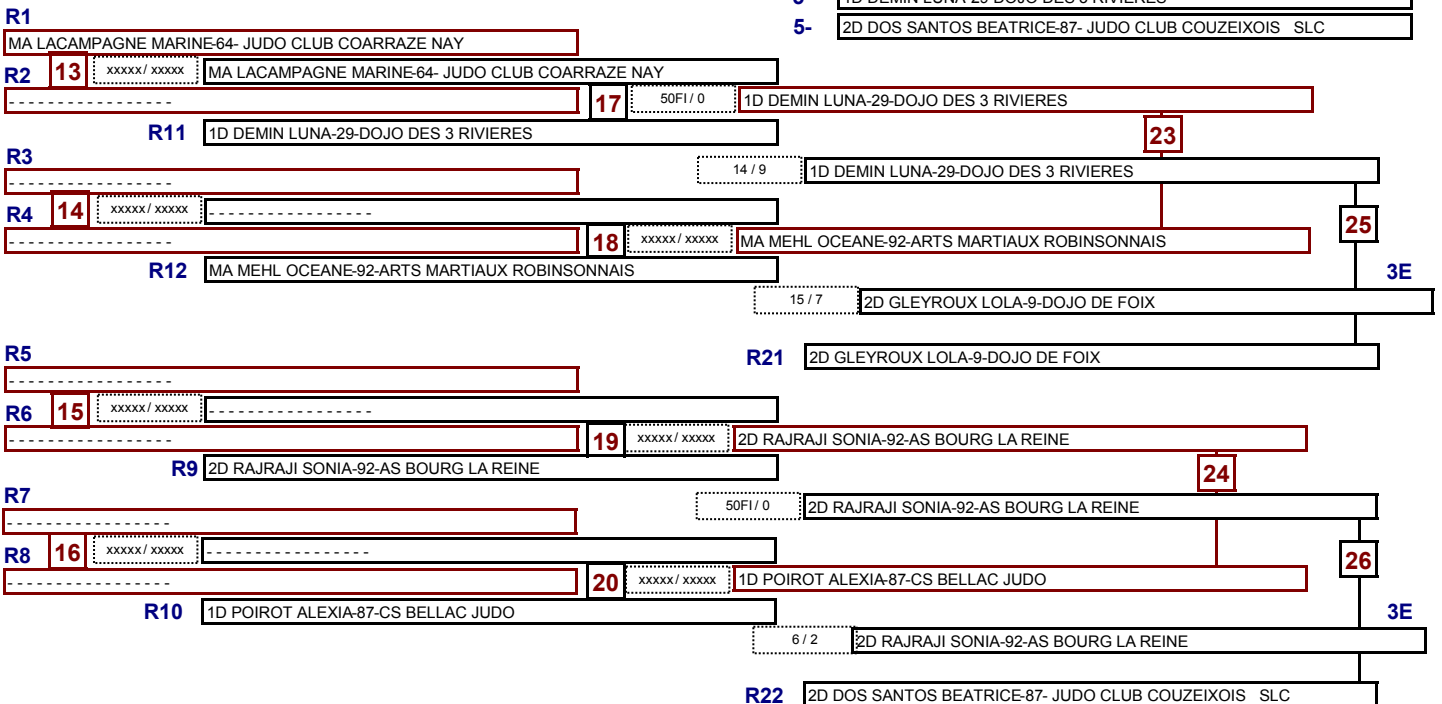 5- 2D DOS SANTOS BEATRICE-87- JUDO CLUB COUZEIXOIS SLC
R1
MA LACAMPAGNE MARINE-64- JUDO CLUB COARRAZE NAY
R2 13 xxxxx / xxxxx MA LACAMPAGNE MARINE-64- JUDO CLUB COARRAZE NAY
- - - - - - - - - - - - - - - - - 17 50FI / 0 1D DEMIN LUNA-29-DOJO DES 3 RIVIERES
R11 1D DEMIN LUNA-29-DOJO DES 3 RIVIERES 23
R3
14 / 9 1D DEMIN LUNA-29-DOJO DES 3 RIVIERES
- - - - - - - - - - - - - - - - -
R4 14 xxxxx / xxxxx - - - - - - - - - - - - - - - - - 25
- - - - - - - - - - - - - - - - - 18 xxxxx / xxxxx MA MEHL OCEANE-92-ARTS MARTIAUX ROBINSONNAIS
R12 MA MEHL OCEANE-92-ARTS MARTIAUX ROBINSONNAIS 3E
15 / 7 2D GLEYROUX LOLA-9-DOJO DE FOIX
R5
R21 2D GLEYROUX LOLA-9-DOJO DE FOIX
- - - - - - - - - - - - - - - - -
R6 15 xxxxx / xxxxx - - - - - - - - - - - - - - - - -
- - - - - - - - - - - - - - - - - 19 xxxxx / xxxxx 2D RAJRAJI SONIA-92-AS BOURG LA REINE
R9 2D RAJRAJI SONIA-92-AS BOURG LA REINE 24
R7
50FI / 0 2D RAJRAJI SONIA-92-AS BOURG LA REINE
- - - - - - - - - - - - - - - - -
R8 16 xxxxx / xxxxx - - - - - - - - - - - - - - - - - 26
- - - - - - - - - - - - - - - - - 20 xxxxx / xxxxx 1D POIROT ALEXIA-87-CS BELLAC JUDO
R10 1D POIROT ALEXIA-87-CS BELLAC JUDO 3E
6 / 2 2D RAJRAJI SONIA-92-AS BOURG LA REINE
R22 2D DOS SANTOS BEATRICE-87- JUDO CLUB COUZEIXOIS SLC